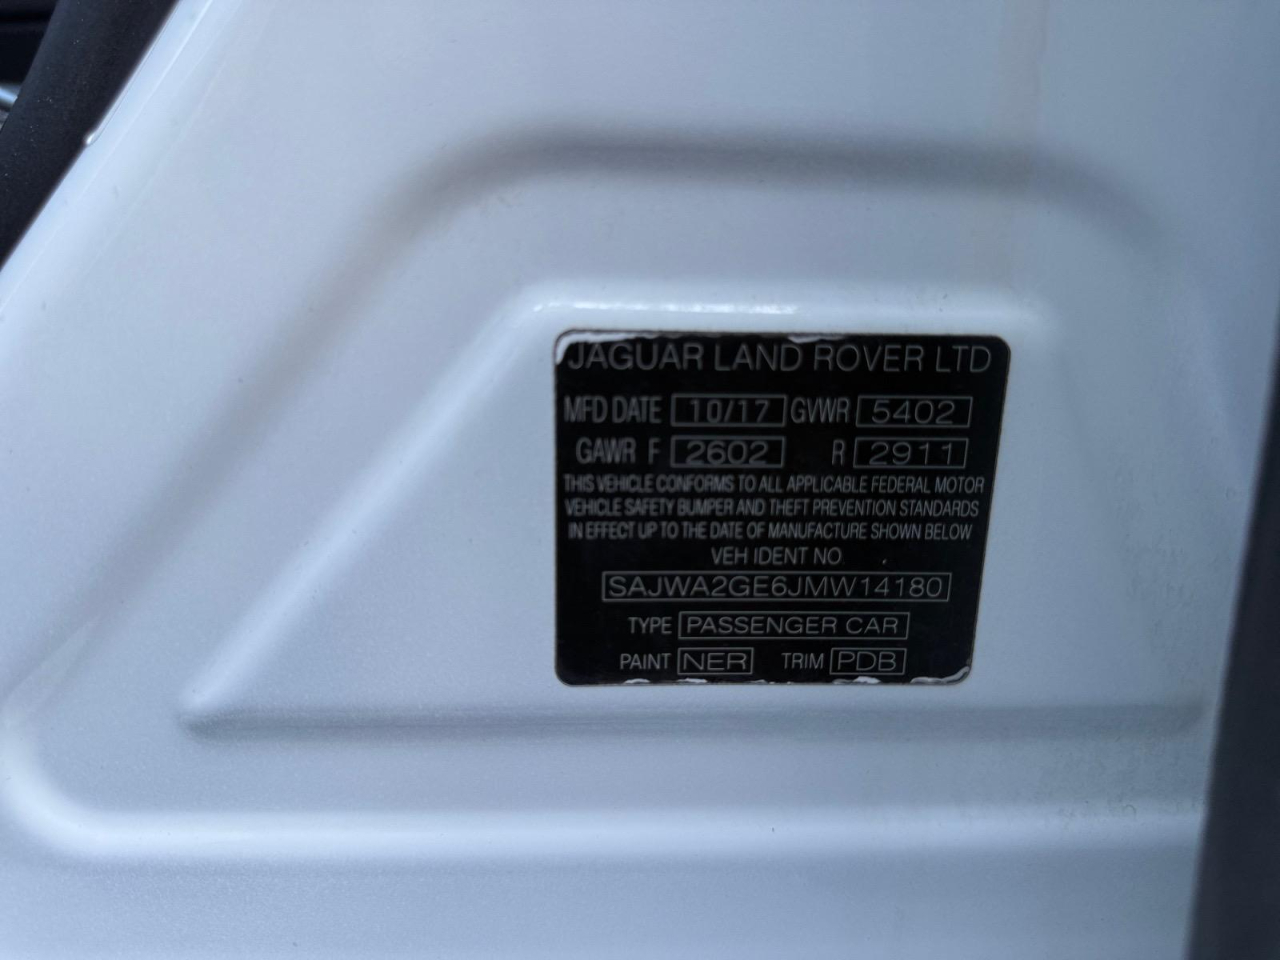 JAGUAR LAND ROVER LTD
MFD DATE 10/17 GVWR 5402
GAWR F 2602 R 2911
THIS VEHICLE CONFORMS TO ALL APPLICABLE FEDERAL MOTOR
VEHICLE SAFETY BUMPER AND THEFT PREVENTION STANDARDS
IN EFFECT UP TO THE DATE OF MANUFACTURE SHOWN BELOW
VEH IDENT NO.
SAJWA2GE6JMW14180
TYPE PASSENGER CAR
PAINT NER TRIM PDB